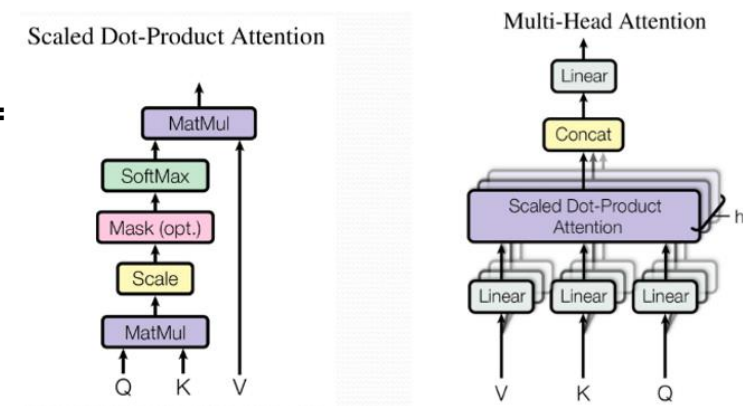 Scaled Dot-Product Attention
MatMul
SoftMax
Mask (opt.)
Scale
MatMul
Q K V
Multi-Head Attention
Linear
Concat
Scaled Dot-Product
Attention
h
Linear Linear Linear
V K Q